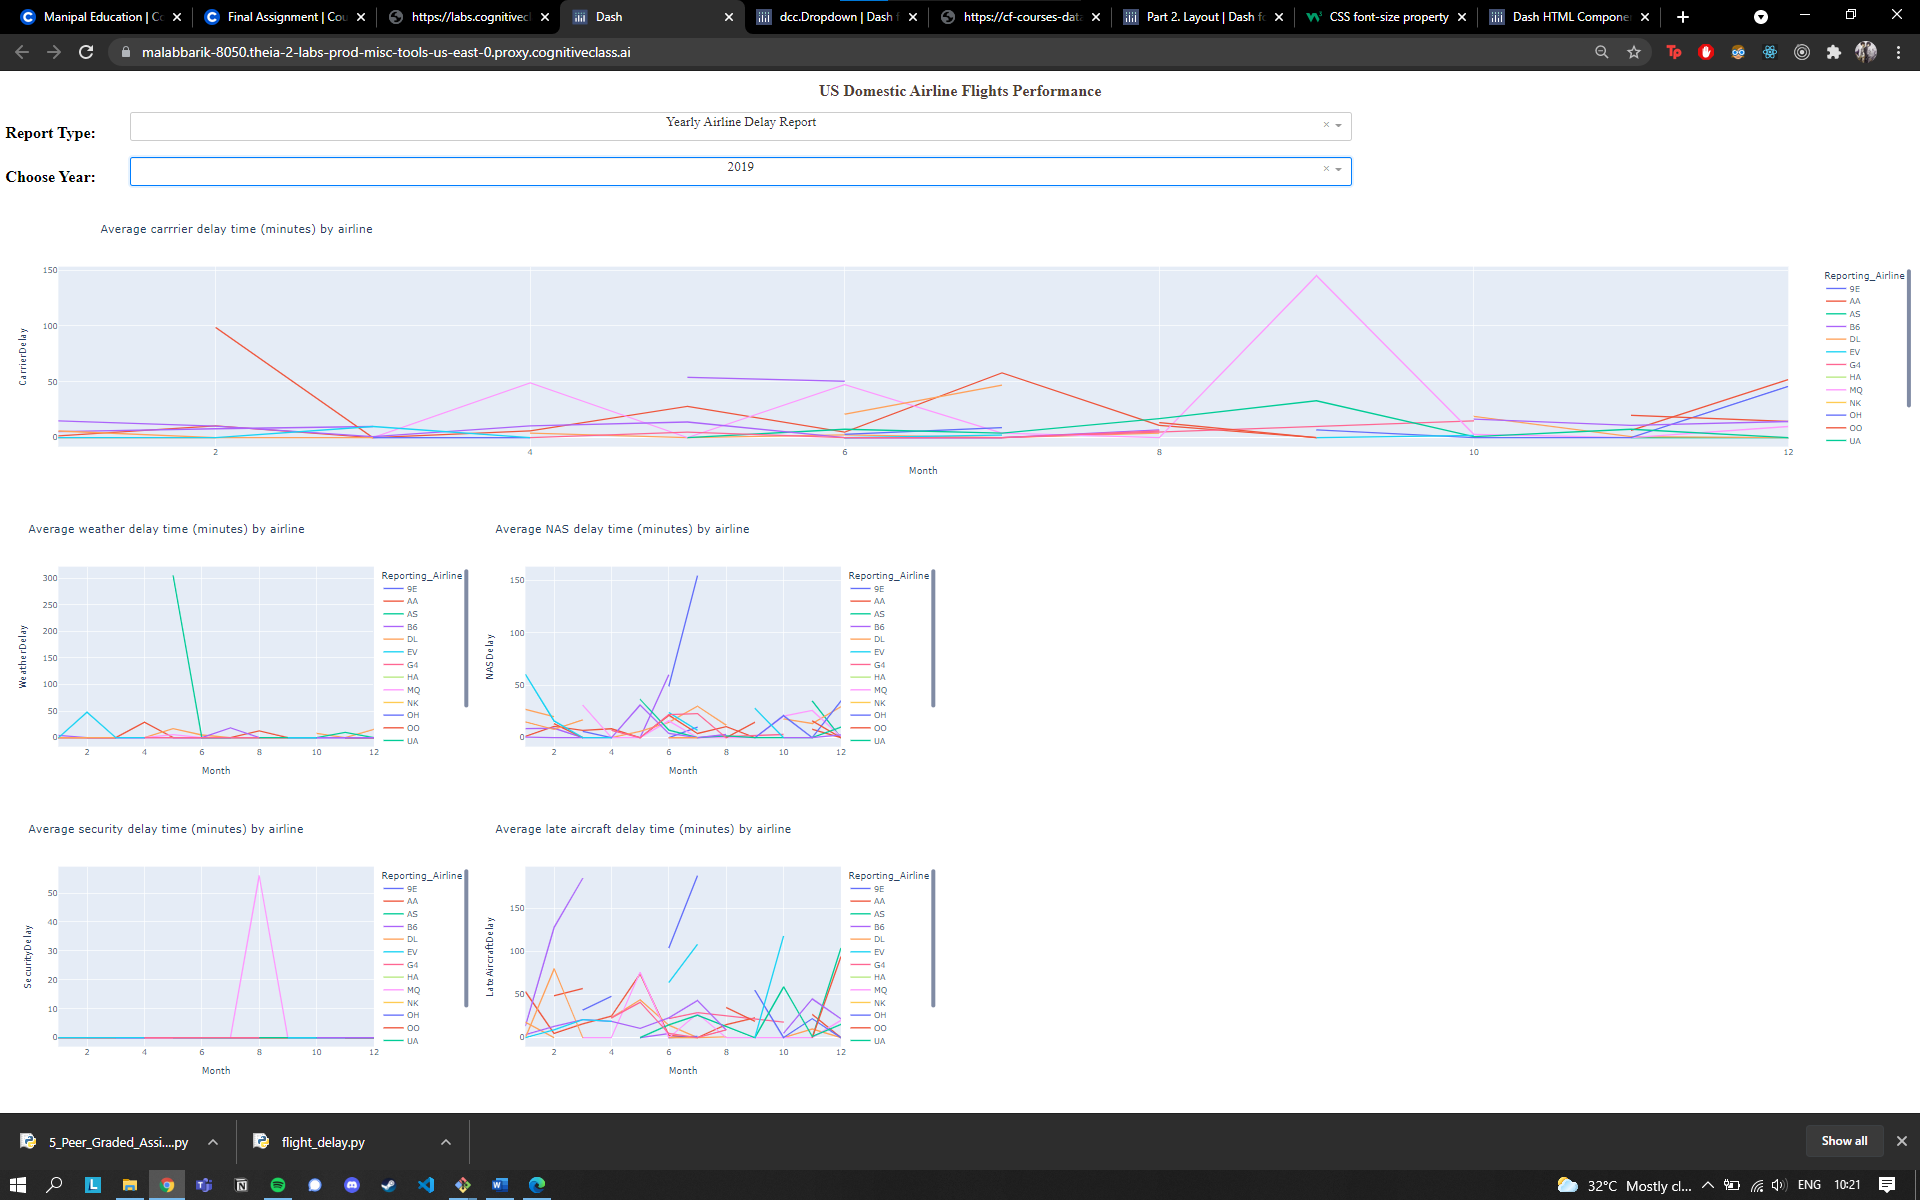 Manipal Education | Co
Final Assignment | Cou
https://labs.cognitivecl
Dash
dcc.Dropdown | Dash f
https://cf-courses-data
Part 2. Layout | Dash fo
CSS font-size property
Dash HTML Compone
malabbarik-8050.theia-2-labs-prod-misc-tools-us-east-0.proxy.cognitiveclass.ai
US Domestic Airline Flights Performance
Report Type:
Yearly Airline Delay Report
Choose Year:
2019
Average carrrier delay time (minutes) by airline
CarrierDelay
150
100
50
0
2 4 6 8 10 12
Month
Reporting_Airline
9E
AA
AS
B6
DL
EV
G4
HA
MQ
NK
OH
OO
UA
Average weather delay time (minutes) by airline
WeatherDelay
300
250
200
150
100
50
0
2 4 6 8 10 12
Month
Reporting_Airline
9E
AA
AS
B6
DL
EV
G4
HA
MQ
NK
OH
OO
UA
Average NAS delay time (minutes) by airline
NASDelay
150
100
50
0
2 4 6 8 10 12
Month
Reporting_Airline
9E
AA
AS
B6
DL
EV
G4
HA
MQ
NK
OH
OO
UA
Average security delay time (minutes) by airline
SecurityDelay
50
40
30
20
10
0
2 4 6 8 10 12
Month
Reporting_Airline
9E
AA
AS
B6
DL
EV
G4
HA
MQ
NK
OH
OO
UA
Average late aircraft delay time (minutes) by airline
LateAircraftDelay
150
100
50
0
2 4 6 8 10 12
Month
Reporting_Airline
9E
AA
AS
B6
DL
EV
G4
HA
MQ
NK
OH
OO
UA
5_Peer_Graded_Assi....py
flight_delay.py
Show all
32°C Mostly cl...
ENG
10:21